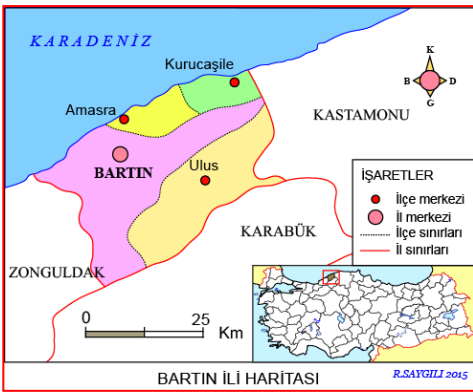 KARADENİZ
Kurucaşile
K
B
D
G
Amasra
KASTAMONU
BARTIN
Ulus
İŞARETLER
İlçe merkezi
İl merkezi
İlçe sınırları
İl sınırları
KARABÜK
ZONGULDAK
0 25
Km
BARTIN İLİ HARİTASI
R.SAYGILI 2015